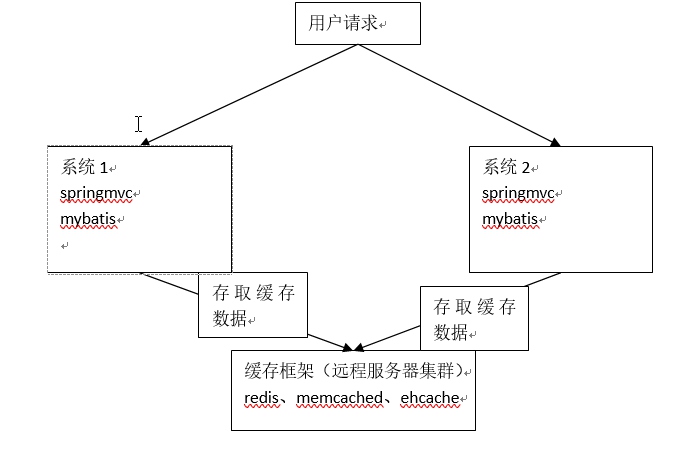 用户请求
系统1
springmvc
mybatis
系统2
springmvc
mybatis
存取缓存
数据
存取缓存
数据
缓存框架（远程服务器集群）
redis、memcached、ehcache